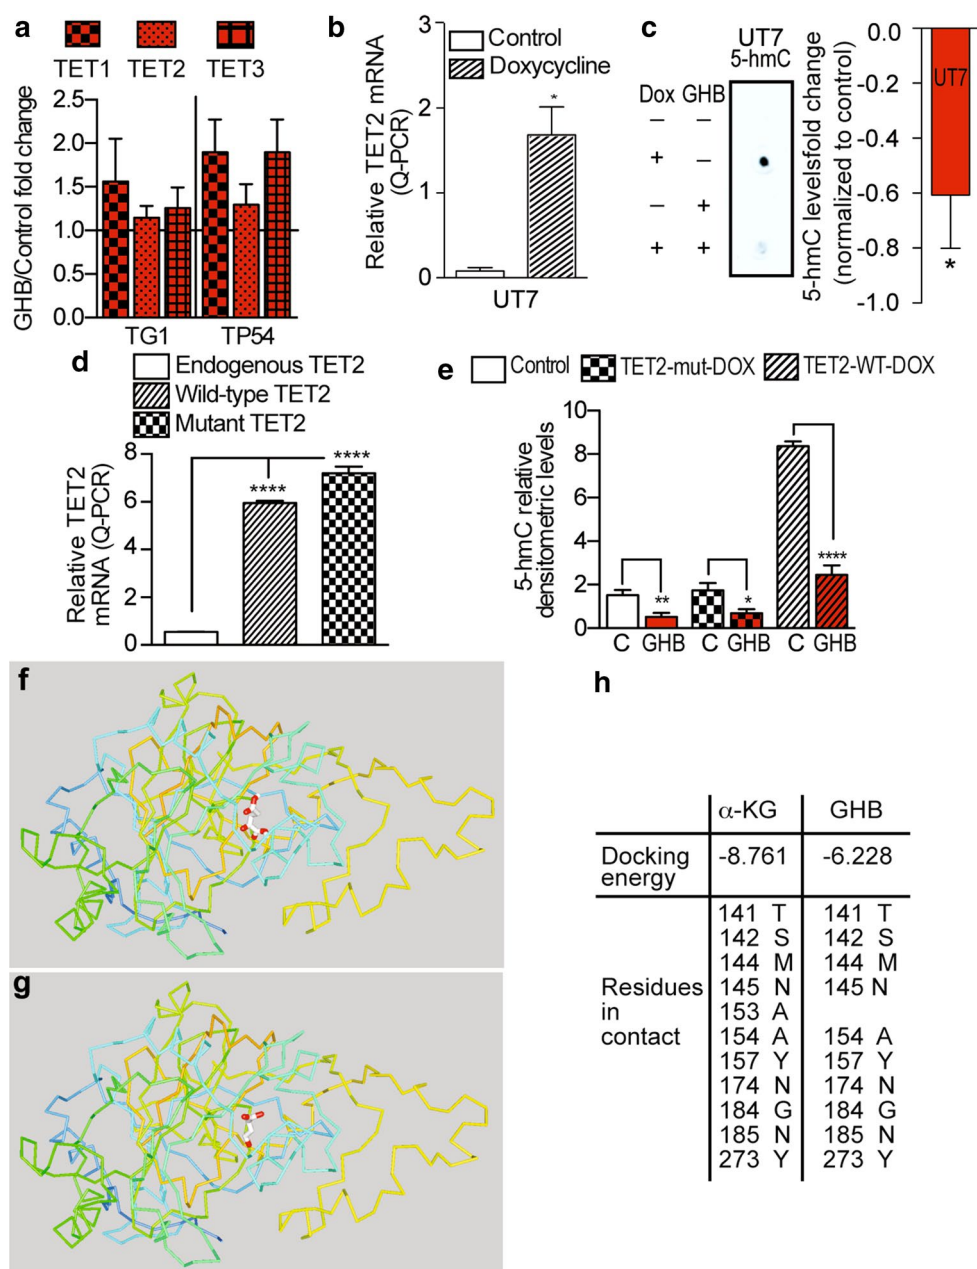 a
TET1 TET2 TET3
GHB/Control fold change
2.5
2.0
1.5
1.0
0.5
0.0
TG1 TP54
b
Control
Doxycycline
Relative TET2 mRNA
(Q-PCR)
3
2
1
0
*
UT7
c
UT7
5-hmC
Dox GHB
– –
+ –
– +
+ +
5-hmC levelsfold change
(normalized to control)
0.0
-0.2
-0.4
-0.6
-0.8
-1.0
UT7
*
d
Endogenous TET2
Wild-type TET2
Mutant TET2
Relative TET2
mRNA (Q-PCR)
8
6
4
2
0
****
****
e
Control TET2-mut-DOX TET2-WT-DOX
5-hmC relative
densitometric levels
10
8
6
4
2
0
**
*
****
C GHB C GHB C GHB
f
g
h
α-KG GHB
Docking energy
-8.761 -6.228
Residues
in
contact
141 T 141 T
142 S 142 S
144 M 144 M
145 N 145 N
153 A
154 A 154 A
157 Y 157 Y
174 N 174 N
184 G 184 G
185 N 185 N
273 Y 273 Y